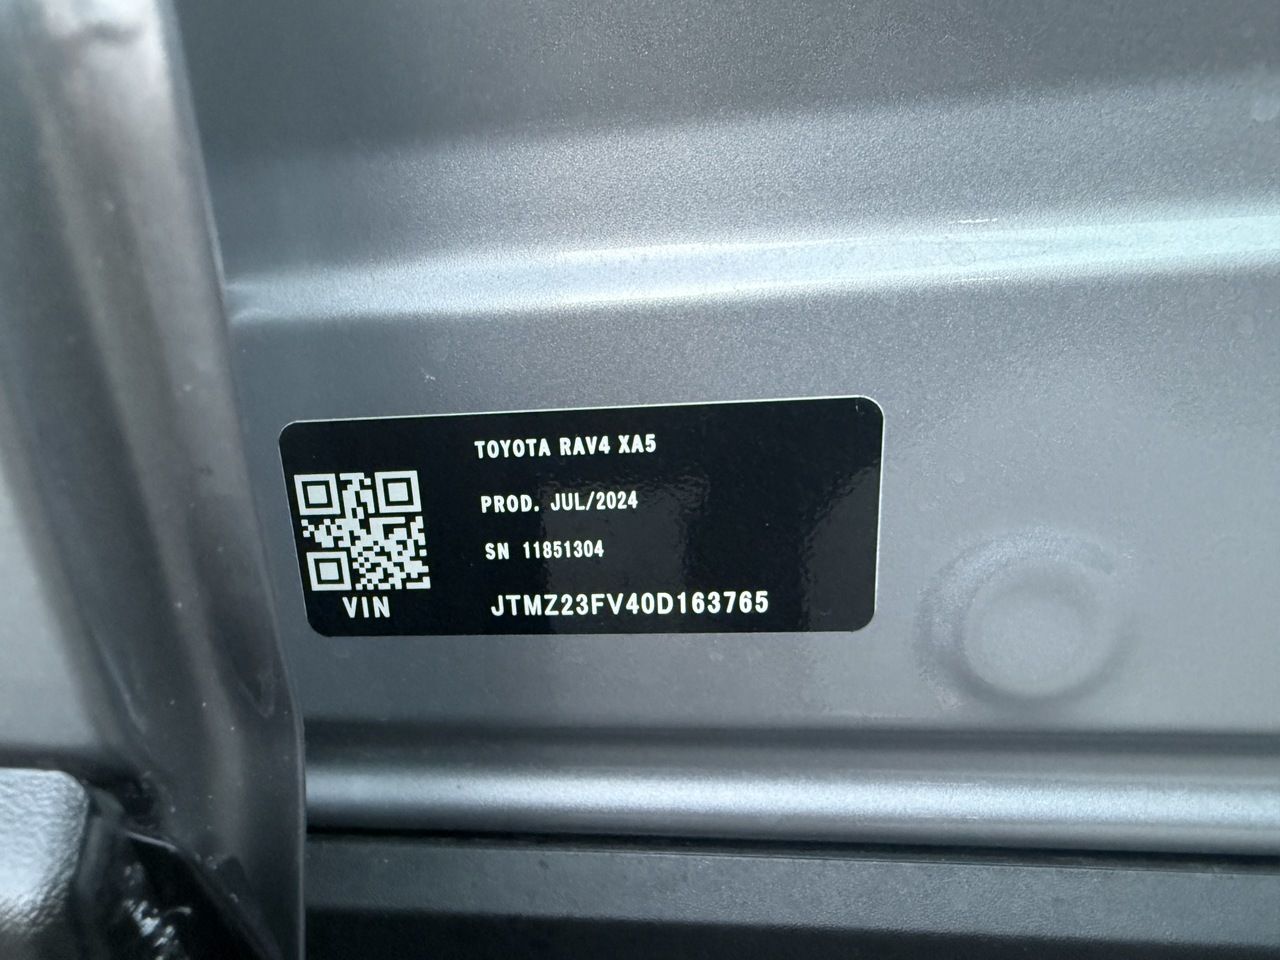 TOYOTA RAV4 XA5
PROD. JUL/2024
SN 11851304
VIN
JTMZ23FV40D163765